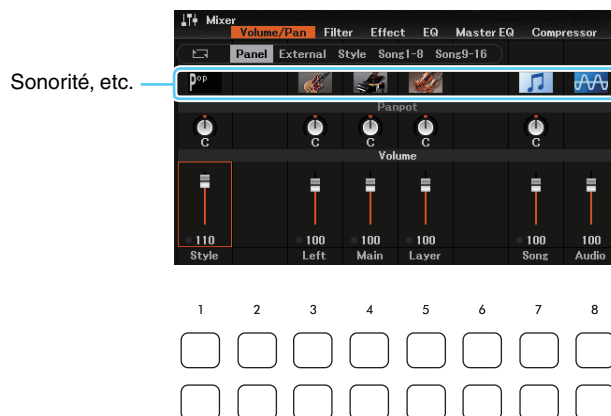 Mixer
Volume/Pan Filter Effect EQ Master EQ Compressor
Panel External Style Song1-8 Song9-16
Sonorité, etc.
Pop
Panpot
C C C C C
Volume
110 100 100 100 100 100
Style Left Main Layer Song Audio
1 2 3 4 5 6 7 8